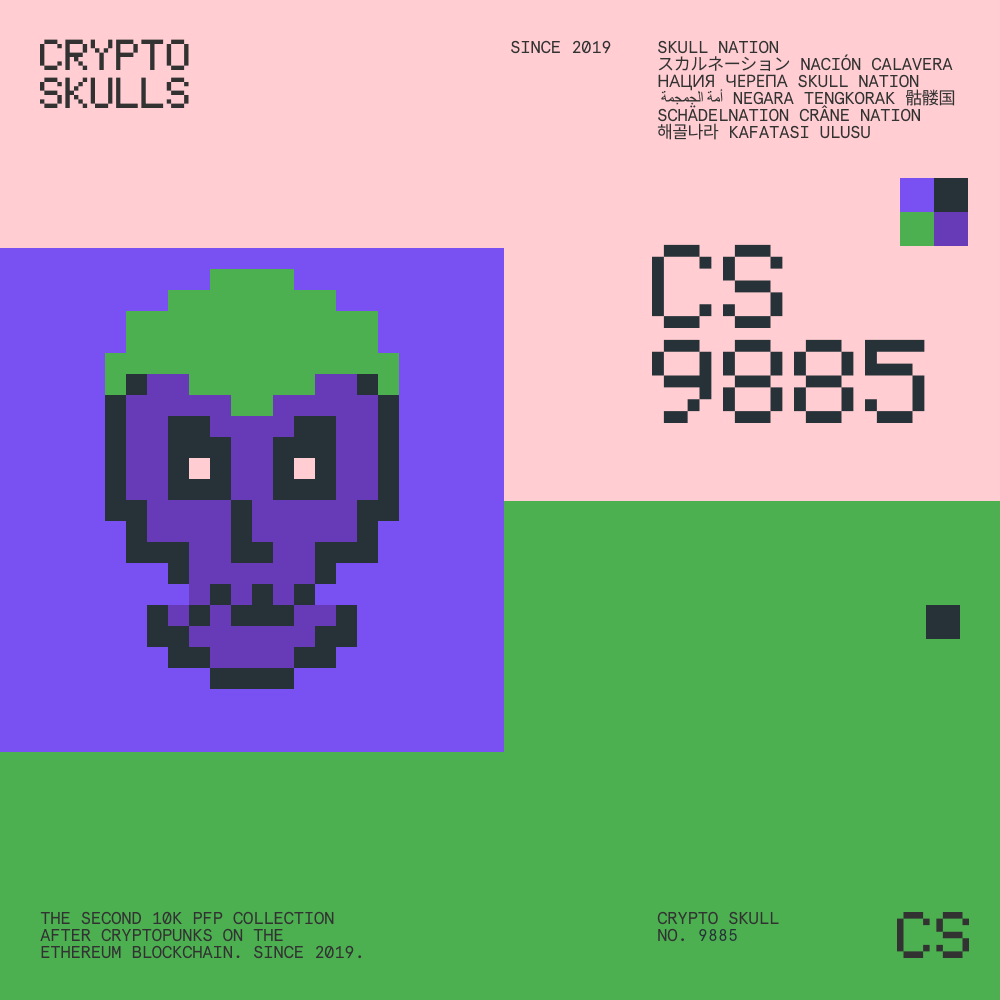 CRYPTO
SKULLS
SINCE 2019
SKULL NATION
スカルネーション NACIÓN CALAVERA
НАЦИЯ ЧЕРЕПА SKULL NATION
أمة الجمجمة NEGARA TENGKORAK 骷髅国
SCHÄDELNATION CRÂNE NATION
해골나라 KAFATASI ULUSU
CS
9885
THE SECOND 10K PFP COLLECTION
AFTER CRYPTOPUNKS ON THE
ETHEREUM BLOCKCHAIN. SINCE 2019.
CRYPTO SKULL
NO. 9885
CS